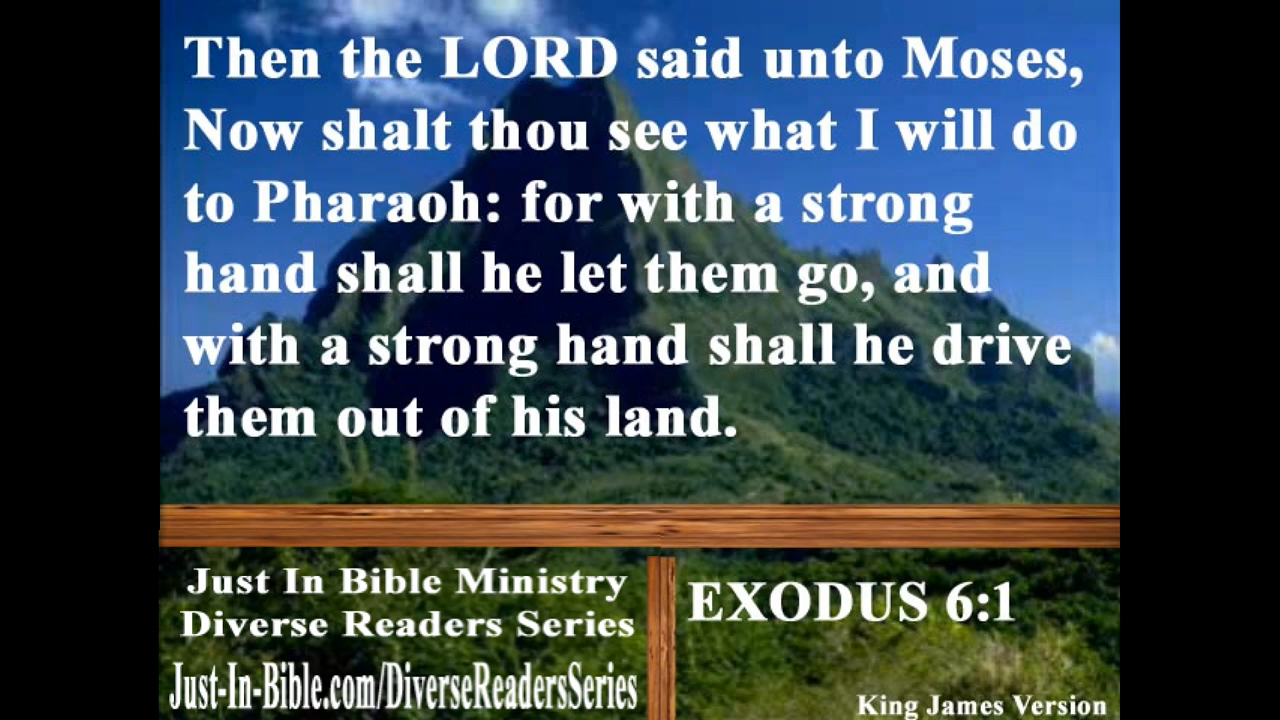 Then the LORD said unto Moses,
Now shalt thou see what I will do
to Pharaoh: for with a strong
hand shall he let them go, and
with a strong hand shall he drive
them out of his land.
Just In Bible Ministry
Diverse Readers Series
Just-In-Bible.com/DiverseReadersSeries
EXODUS 6:1
King James Version